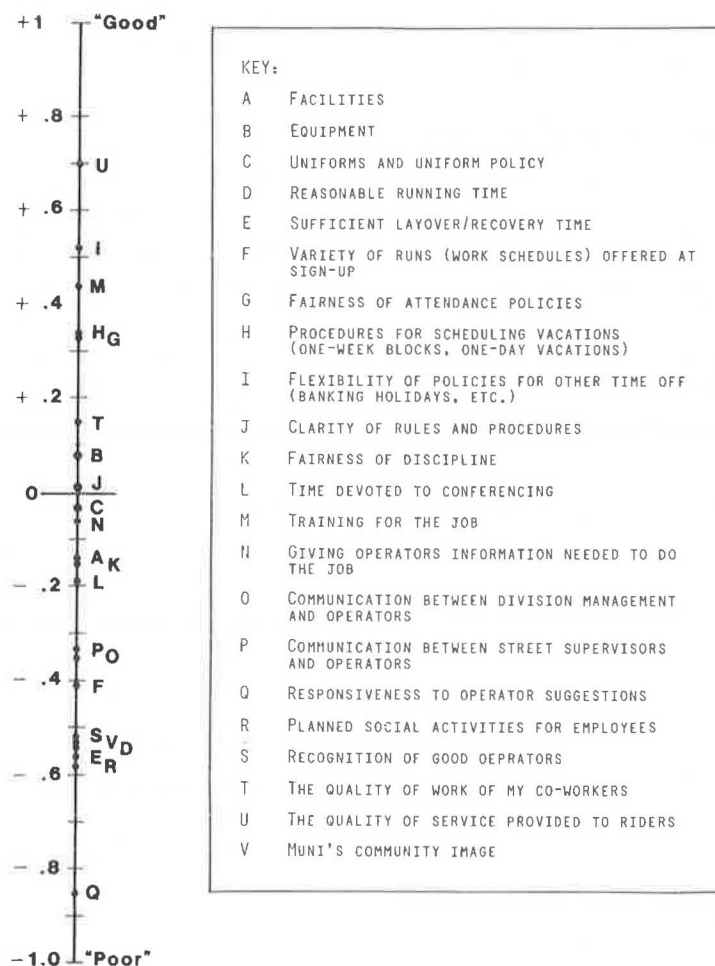 +1 "Good"
+ .8
U
+ .6
I
M
+ .4
H G
+ .2
T
B
J
0
C
N
A K
L
- .2
P O
- .4
F
S V D
E R
- .6
- .8
Q
-1.0 "Poor"
KEY:
A FACILITIES
B EQUIPMENT
C UNIFORMS AND UNIFORM POLICY
D REASONABLE RUNNING TIME
E SUFFICIENT LAYOVER/RECOVERY TIME
F VARIETY OF RUNS (WORK SCHEDULES) OFFERED AT
SIGN-UP
G FAIRNESS OF ATTENDANCE POLICIES
H PROCEDURES FOR SCHEDULING VACATIONS
(ONE-WEEK BLOCKS, ONE-DAY VACATIONS)
I FLEXIBILITY OF POLICIES FOR OTHER TIME OFF
(BANKING HOLIDAYS, ETC.)
J CLARITY OF RULES AND PROCEDURES
K FAIRNESS OF DISCIPLINE
L TIME DEVOTED TO CONFERENCING
M TRAINING FOR THE JOB
N GIVING OPERATORS INFORMATION NEEDED TO DO
THE JOB
O COMMUNICATION BETWEEN DIVISION MANAGEMENT
AND OPERATORS
P COMMUNICATION BETWEEN STREET SUPERVISORS
AND OPERATORS
Q RESPONSIVENESS TO OPERATOR SUGGESTIONS
R PLANNED SOCIAL ACTIVITIES FOR EMPLOYEES
S RECOGNITION OF GOOD OEPRATORS
T THE QUALITY OF WORK OF MY CO-WORKERS
U THE QUALITY OF SERVICE PROVIDED TO RIDERS
V MUNI'S COMMUNITY IMAGE